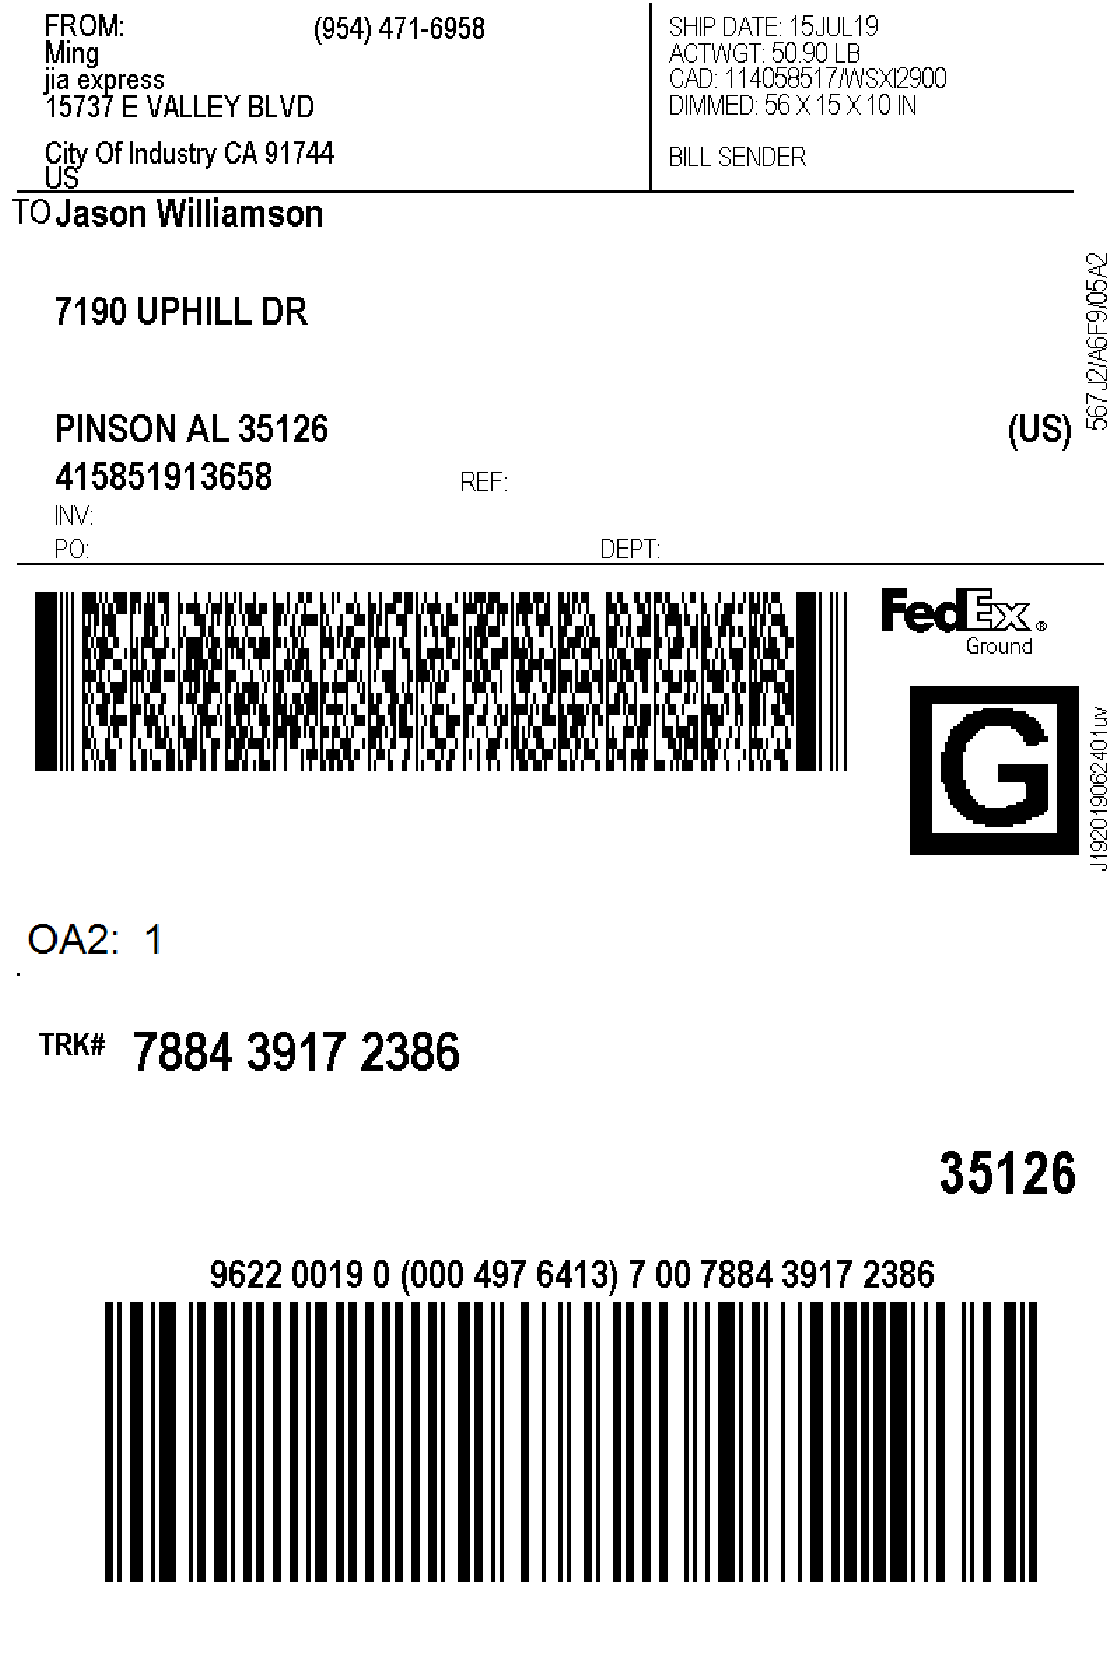 FROM: (954) 471-6958
Ming
jia express
15737 E VALLEY BLVD
City Of Industry CA 91744
US
SHIP DATE: 15JUL19
ACTWGT: 50.90 LB
CAD: 114058517/WSXI2900
DIMMED: 56 X 15 X 10 IN
BILL SENDER
TO Jason Williamson
7190 UPHILL DR
PINSON AL 35126 (US)
415851913658 REF:
INV:
PO: DEPT:
567J2/A6F9/05A2
FedEx®
Ground
G
J192019062401uv
OA2: 1
.
TRK# 7884 3917 2386
35126
9622 0019 0 (000 497 6413) 7 00 7884 3917 2386